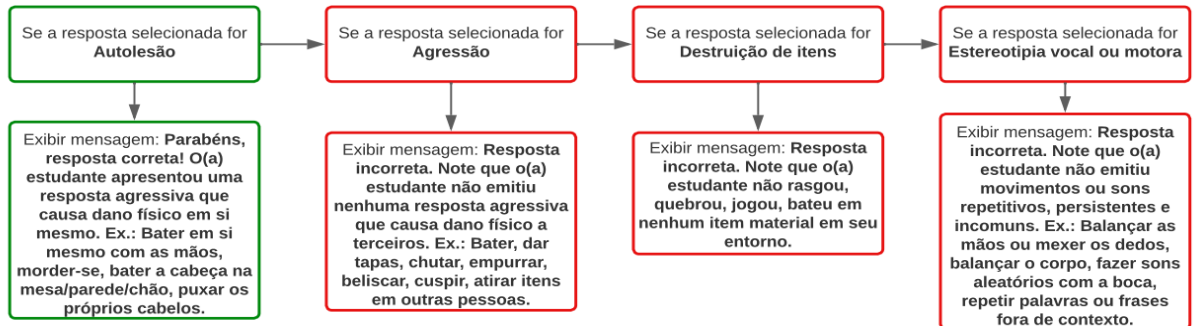 Se a resposta selecionada for
Autolesão
Se a resposta selecionada for
Agressão
Se a resposta selecionada for
Destruição de itens
Se a resposta selecionada for
Estereotipia vocal ou motora
Exibir mensagem: Parabéns,
resposta correta! O(a)
estudante apresentou uma
resposta agressiva que
causa dano físico em si
mesmo. Ex.: Bater em si
mesmo com as mãos,
morder-se, bater a cabeça na
mesa/parede/chão, puxar os
próprios cabelos.
Exibir mensagem: Resposta
incorreta. Note que o(a)
estudante não emitiu
nenhuma resposta agressiva
que causa dano físico a
terceiros. Ex.: Bater, dar
tapas, chutar, empurrar,
beliscar, cuspir, atirar itens
em outras pessoas.
Exibir mensagem: Resposta
incorreta. Note que o(a)
estudante não rasgou,
quebrou, jogou, bateu em
nenhum item material em seu
entorno.
Exibir mensagem: Resposta
incorreta. Note que o(a)
estudante não emitiu
movimentos ou sons
repetitivos, persistentes e
incomuns. Ex.: Balançar as
mãos ou mexer os dedos,
balançar o corpo, fazer sons
aleatórios com a boca,
repetir palavras ou frases
fora de contexto.